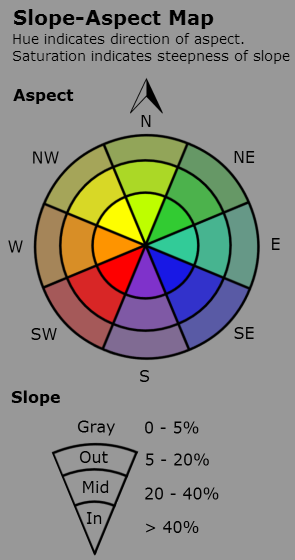 Slope-Aspect Map
Hue indicates direction of aspect.
Saturation indicates steepness of slope
Aspect
N
NW NE
W E
SW SE
S
Slope
Gray 0 - 5%
Out 5 - 20%
Mid 20 - 40%
In > 40%